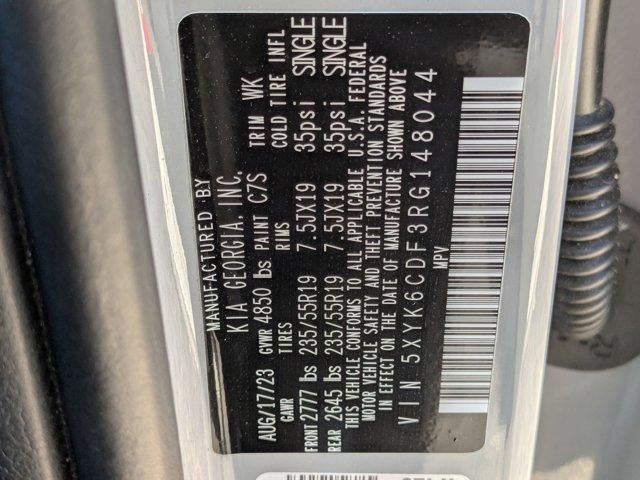 MANUFACTURED BY
KIA GEORGIA, INC.
AUG/17/23 GVWR 4850 lbs PAINT C7S TRIM WK
GAWR TIRES RIMS COLD TIRE INFL
FRONT 2777 lbs 235/55R19 7.5JX19 35psi SINGLE
REAR 2645 lbs 235/55R19 7.5JX19 35psi SINGLE
THIS VEHICLE CONFORMS TO ALL APPLICABLE U.S.A. FEDERAL
MOTOR VEHICLE SAFETY AND THEFT PREVENTION STANDARDS
IN EFFECT ON THE DATE OF MANUFACTURE SHOWN ABOVE
VIN 5XYK6CDF3RG148044
MPV